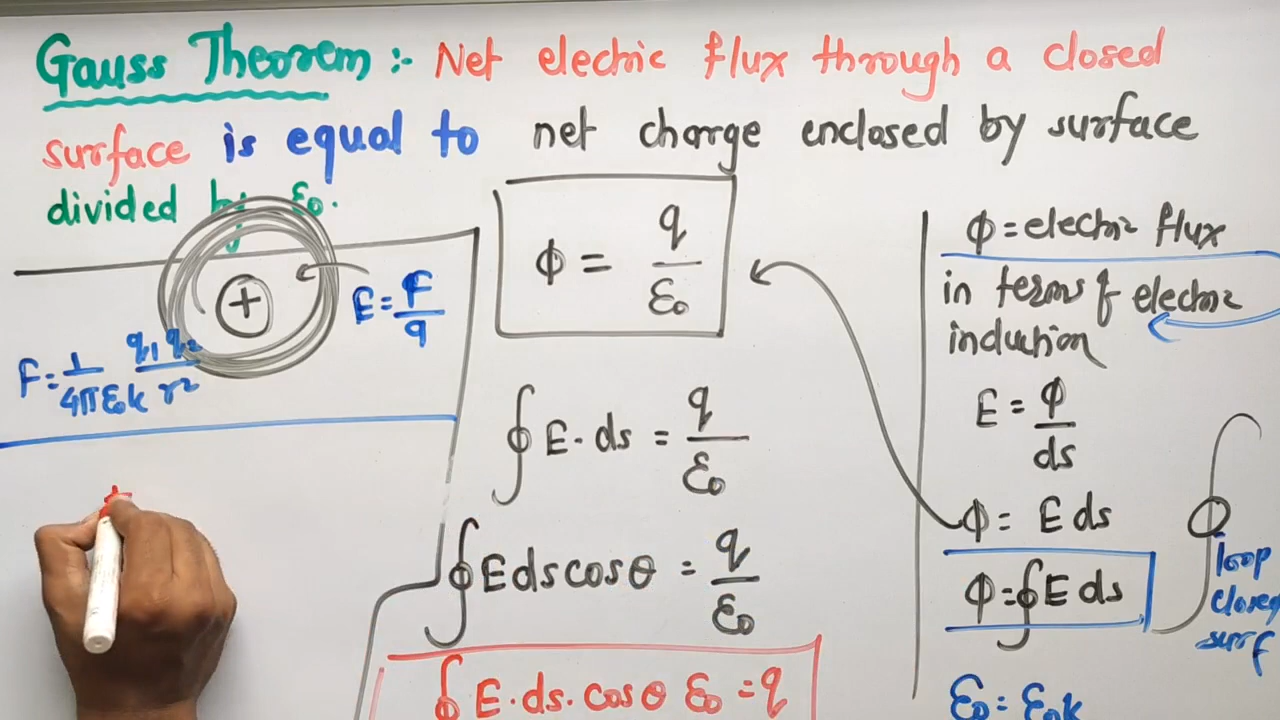 Gauss Theorem :- Net electric flux through a closed
surface is equal to net charge enclosed by surface
divided by ε0.
+
E = F/q
F = 1/4πε0k q1q2/r²
ϕ = q/ε0
∮ E · ds = q/ε0
∮ E ds cosθ = q/ε0
∮ E · ds · cosθ ε0 = q
ϕ = electric flux
in terms of electric
induction
E = ϕ/ds
ϕ = E ds
ϕ = ∮ E ds
∮
loop
closed
surf
ε0 = ε0k